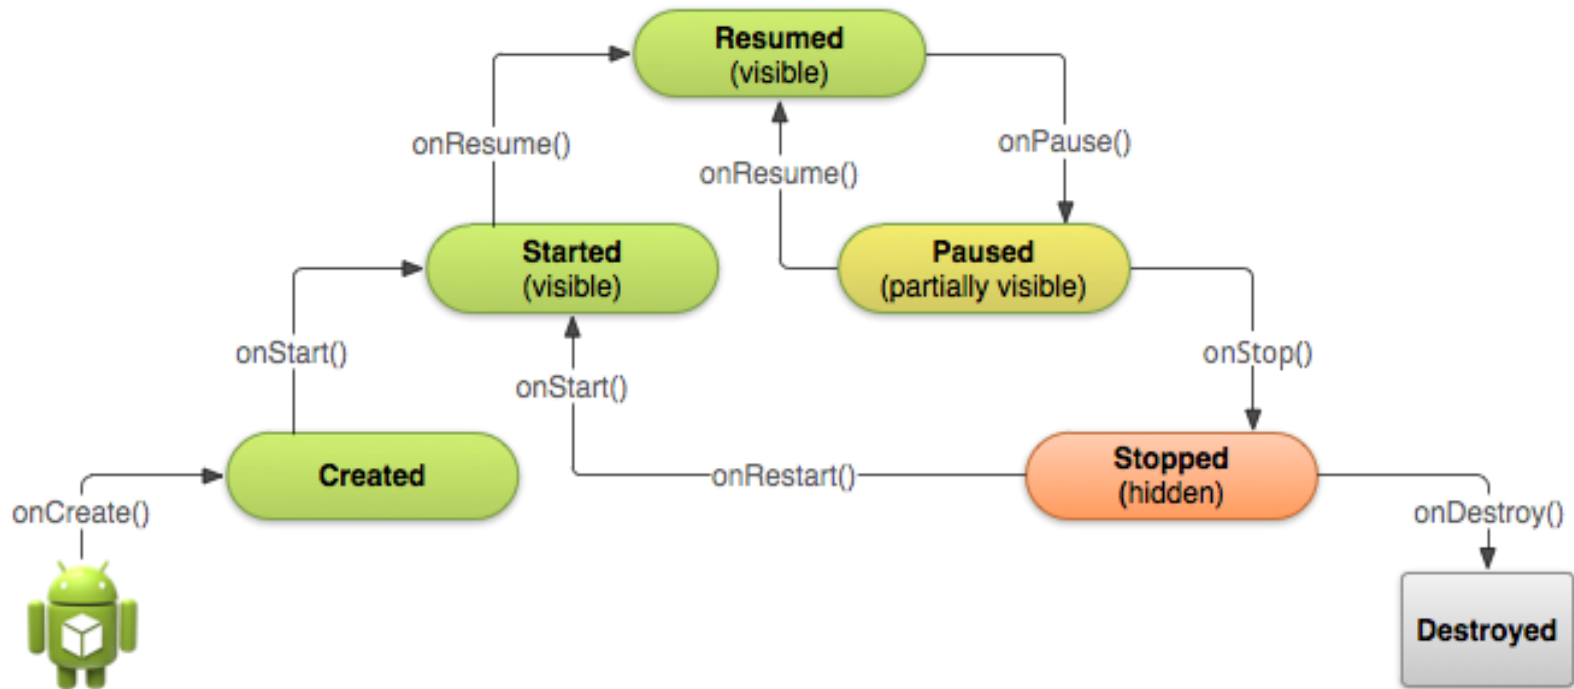 Resumed
(visible)
onResume()
onPause()
onResume()
Started
(visible)
Paused
(partially visible)
onStart()
onStop()
onStart()
Created
onRestart()
Stopped
(hidden)
onCreate()
onDestroy()
Destroyed